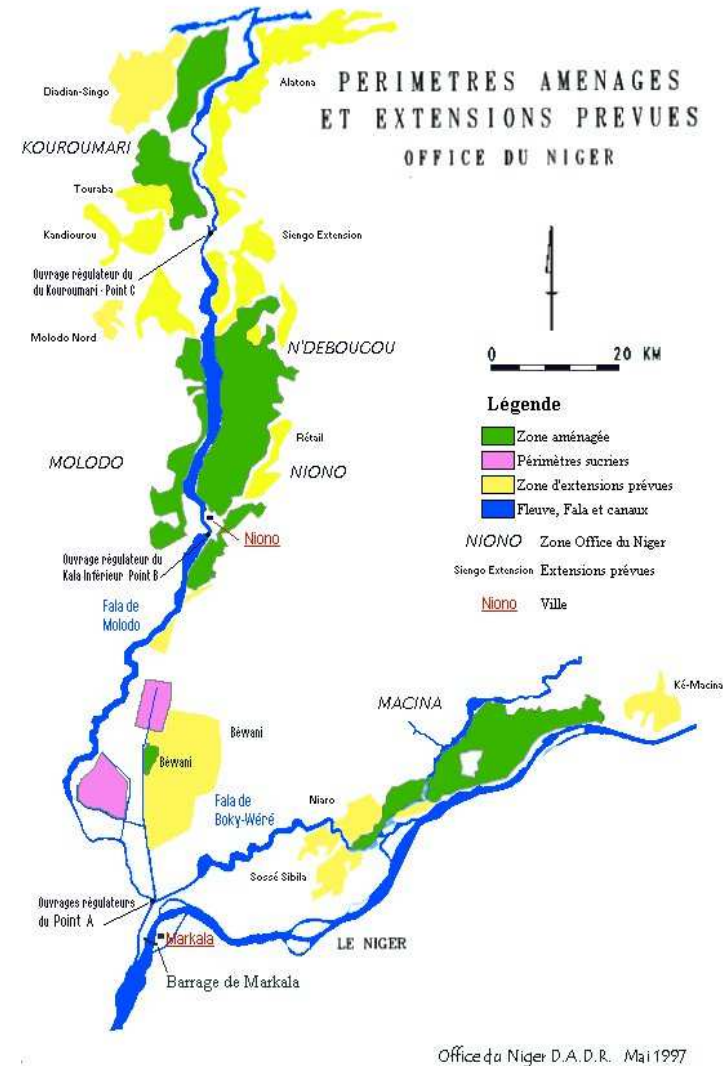 PERIMETRES AMENAGES
ET EXTENSIONS PREVUES
OFFICE DU NIGER
Diadian-Singo
Alatona
KOUROUMARI
Touraba
Kandiourou
Siengo Extension
Ouvrage régulateur du
du Kouroumari - Point C
Molodo Nord
N'DEBOUCOU
0 20 KM
Légende
Zone aménagée
Périmètres sucriers
Zone d'extensions prévues
Fleuve, Fala et canaux
NIONO Zone Office du Niger
Siengo Extension Extensions prévues
Niono Ville
Rétail
MOLODO
NIONO
Niono
Ouvrage régulateur du
Kala Inférieur Point B
Fala de
Molodo
Ké-Macina
MACINA
Béwani
Béwani
Fala de
Boky-Wéré
Niaro
Sossé Sibila
Ouvrages régulateurs
du Point A
Markala
LE NIGER
Barrage de Markala
Office du Niger D.A.D.R. Mai 1997